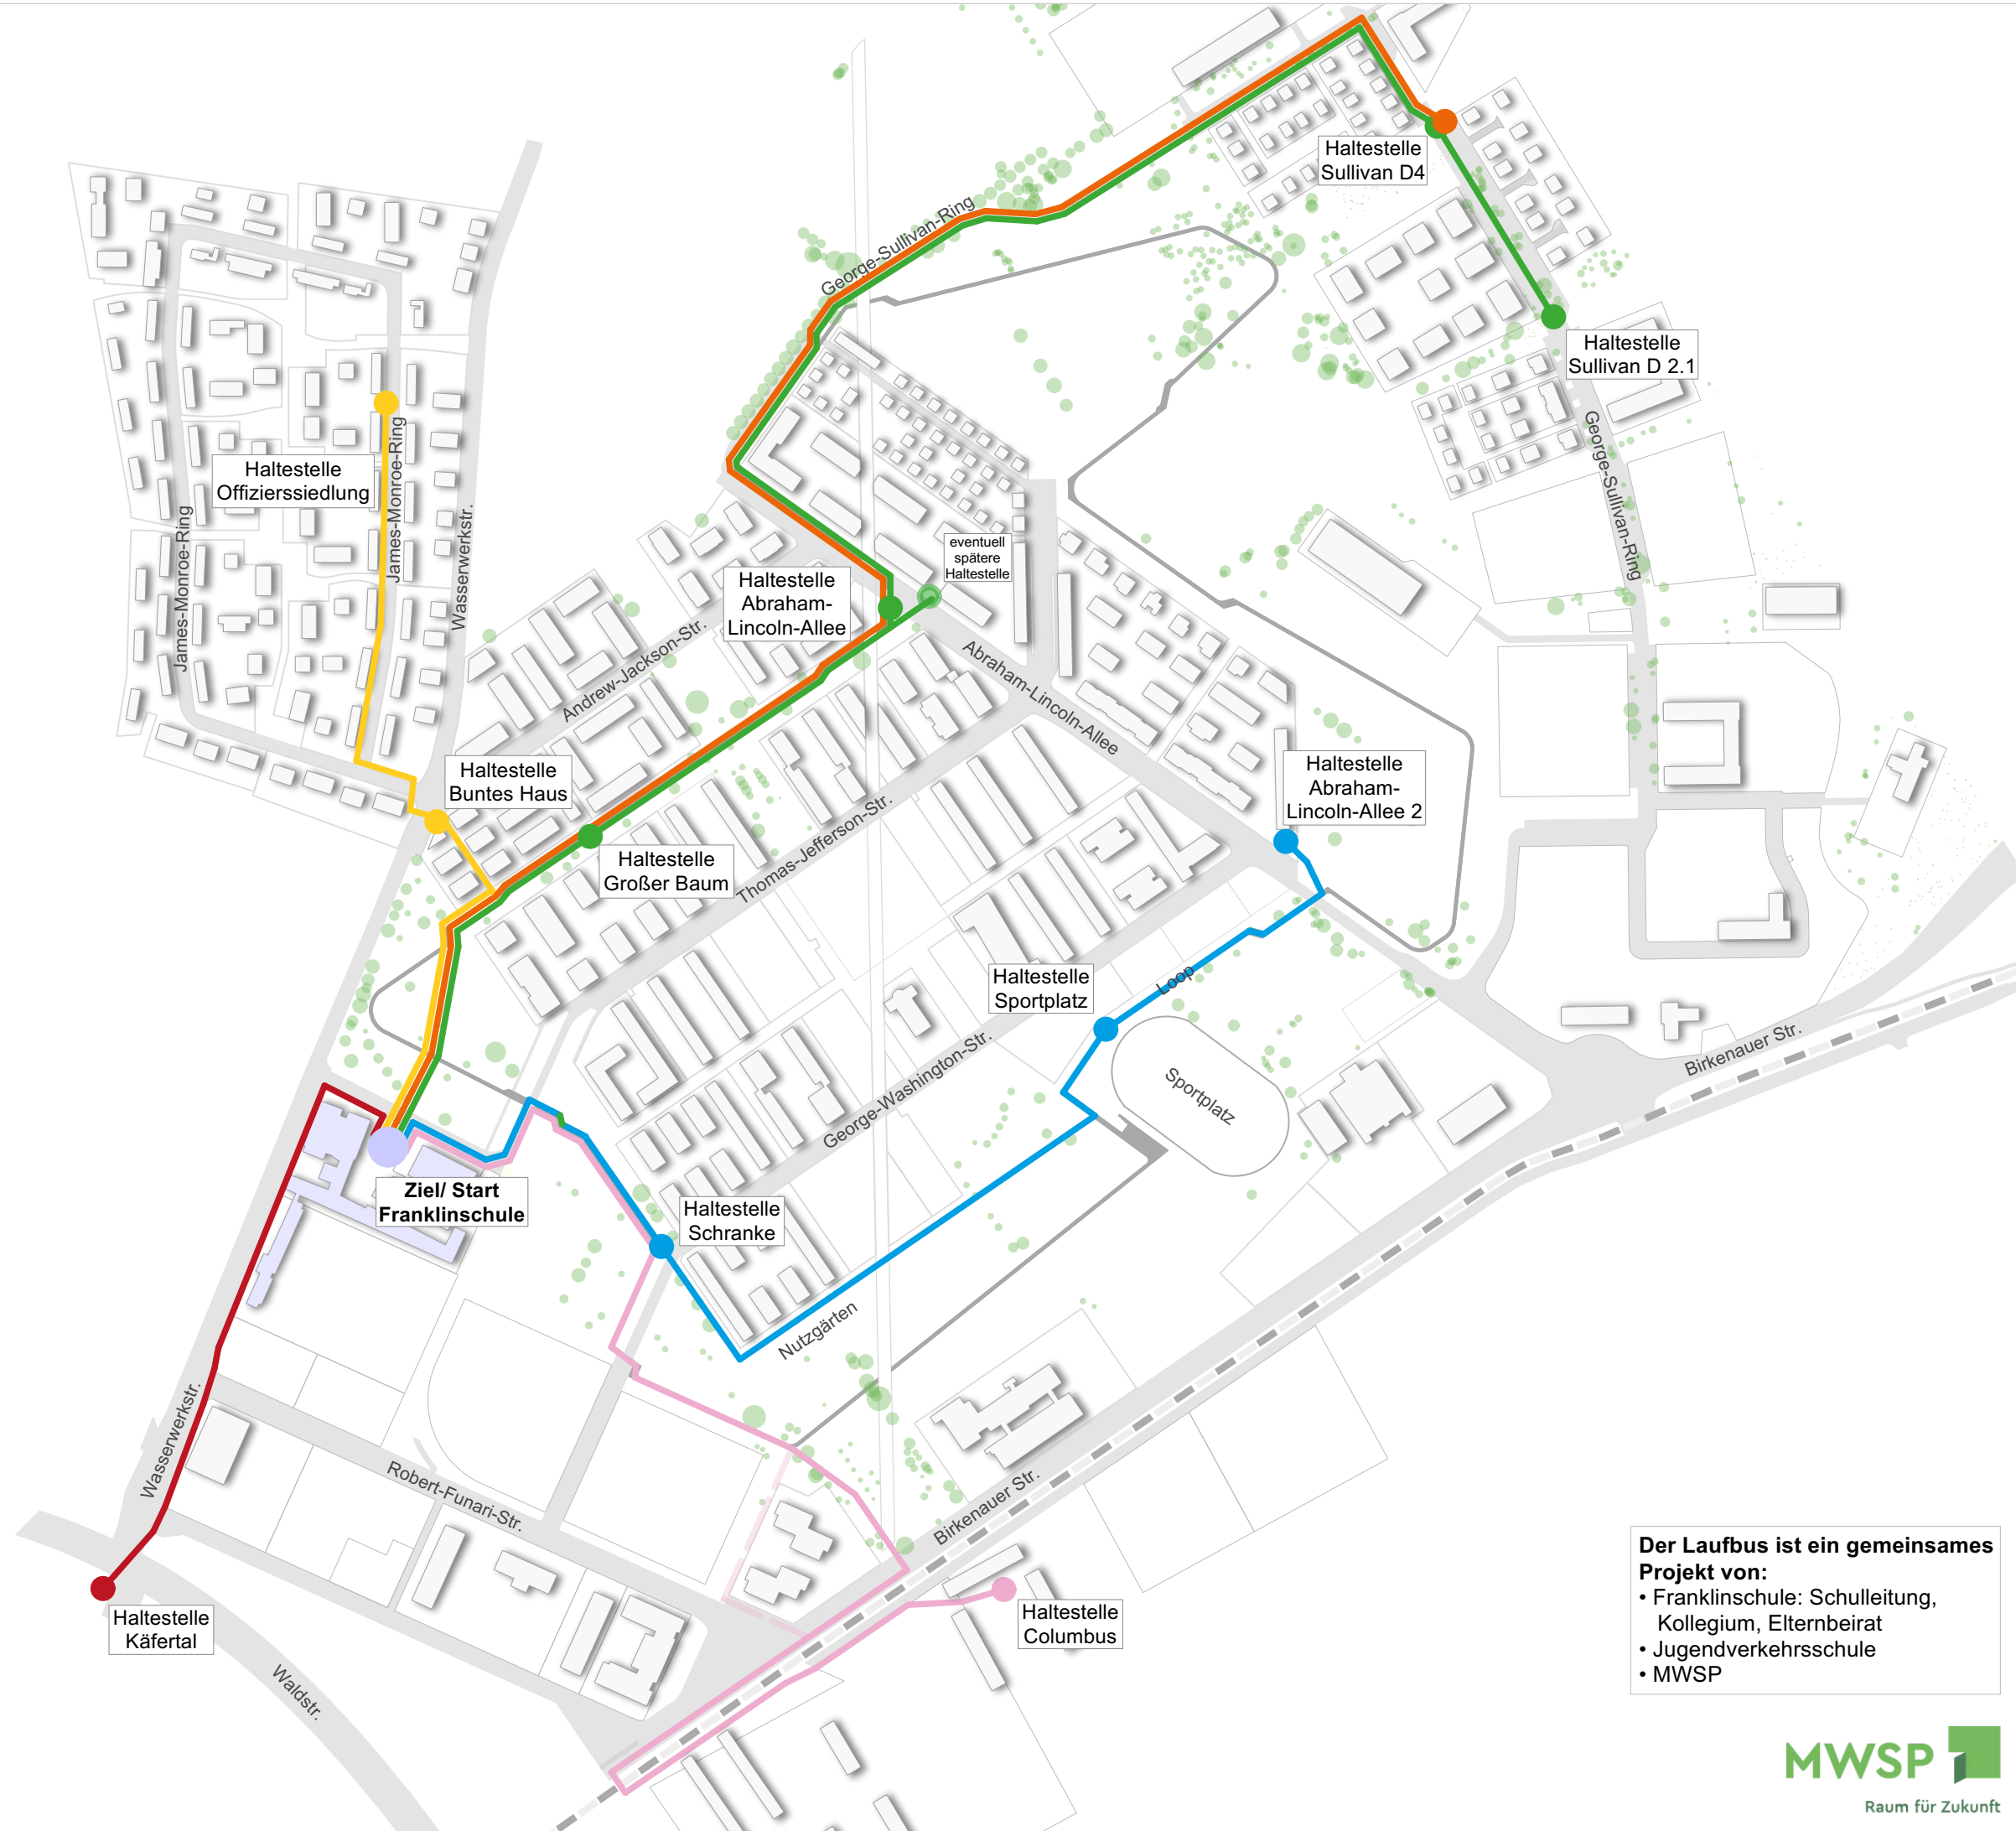 Haltestelle
Sullivan D4
George-Sullivan-Ring
Haltestelle
Sullivan D 2.1
George-Sullivan-Ring
Haltestelle
Offizierssiedlung
James-Monroe-Ring
James-Monroe-Ring
Wasserwerkstr.
eventuell
spätere
Haltestelle
Haltestelle
Abraham-
Lincoln-Allee
Andrew-Jackson-Str.
Abraham-Lincoln-Allee
Haltestelle
Buntes Haus
Haltestelle
Abraham-
Lincoln-Allee 2
Haltestelle
Großer Baum
Thomas-Jefferson-Str.
Haltestelle
Sportplatz
Loop
George-Washington-Str.
Sportplatz
Birkenauer Str.
Ziel/ Start
Franklinschule
Haltestelle
Schranke
Nutzgärten
Wasserwerkstr.
Robert-Funari-Str.
Birkenauer Str.
Haltestelle
Käfertal
Haltestelle
Columbus
Waldstr.
Der Laufbus ist ein gemeinsames
Projekt von:
• Franklinschule: Schulleitung,
Kollegium, Elternbeirat
• Jugendverkehrsschule
• MWSP
MWSP
Raum für Zukunft